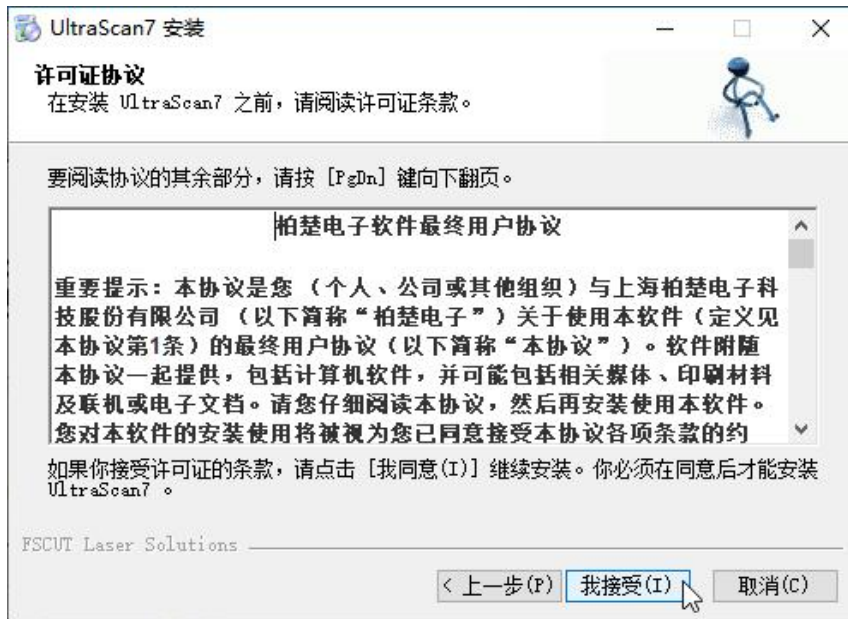 UltraScan7 安装
许可证协议
在安装 UltraScan7 之前，请阅读许可证条款。
要阅读协议的其余部分，请按 [PgDn] 键向下翻页。
柏楚电子软件最终用户协议
重要提示：本协议是您 （个人、公司或其他组织）与上海柏楚电子科
技股份有限公司 （以下简称“柏楚电子”）关于使用本软件（定义见
本协议第1条）的最终用户协议（以下简称“本协议”）。软件附随
本协议一起提供，包括计算机软件，并可能包括相关媒体、印刷材料
及联机或电子文档。请您仔细阅读本协议，然后再安装使用本软件。
您对本软件的安装使用将被视为您已同意接受本协议各项条款的约
如果你接受许可证的条款，请点击 [我同意(I)] 继续安装。你必须在同意后才能安装
UltraScan7 。
FSCUT Laser Solutions
< 上一步(P) 我接受(I) 取消(C)